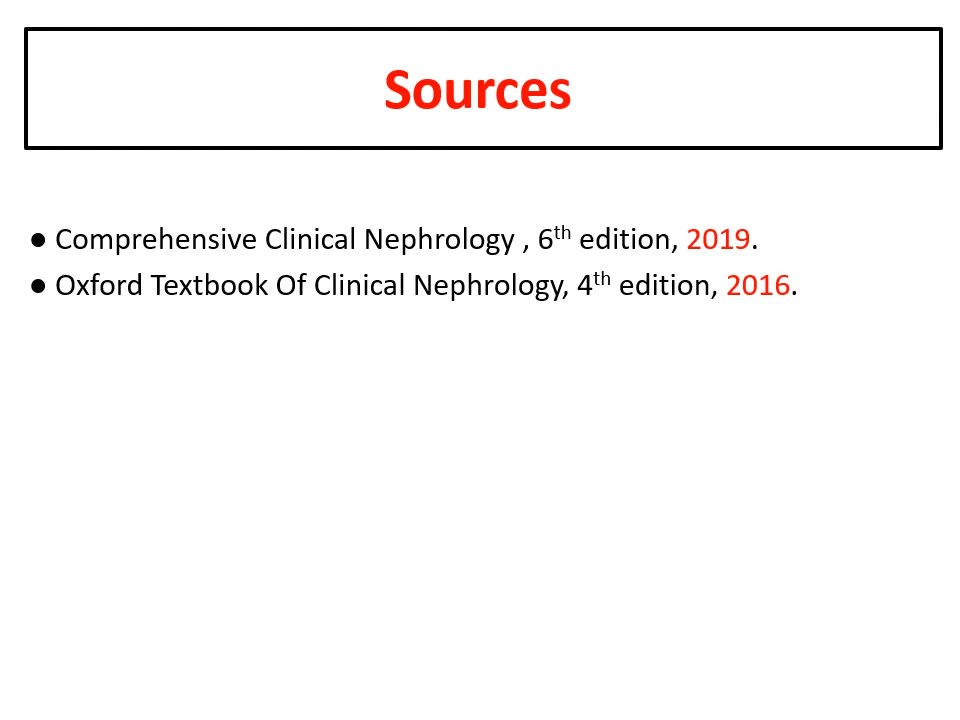 Sources
● Comprehensive Clinical Nephrology , 6th edition, 2019.
● Oxford Textbook Of Clinical Nephrology, 4th edition, 2016.